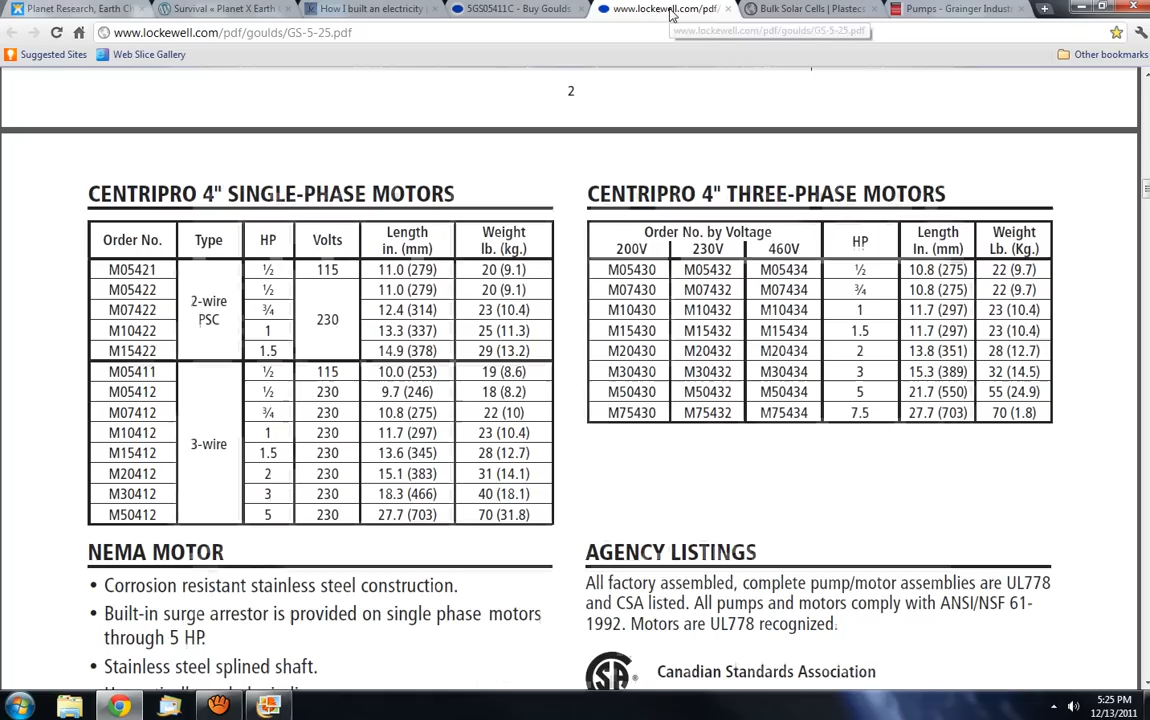 Planet Research, Earth C
Survival « Planet X Earth
How I built an electricity
5GS05411C - Buy Goulds
www.lockewell.com/pdf/
Bulk Solar Cells | Plastecs
Pumps - Grainger Industr
www.lockewell.com/pdf/goulds/GS-5-25.pdf
www.lockewell.com/pdf/goulds/GS-5-25.pdf
Suggested Sites
Web Slice Gallery
Other bookmarks
2
CENTRIPRO 4" SINGLE-PHASE MOTORS
Order No. Type HP Volts Length in. (mm) Weight lb. (kg.)
M05421 2-wire PSC ½ 115 11.0 (279) 20 (9.1)
M05422 ½ 230 11.0 (279) 20 (9.1)
M07422 ¾ 12.4 (314) 23 (10.4)
M10422 1 13.3 (337) 25 (11.3)
M15422 1.5 14.9 (378) 29 (13.2)
M05411 3-wire ½ 115 10.0 (253) 19 (8.6)
M05412 ½ 230 9.7 (246) 18 (8.2)
M07412 ¾ 230 10.8 (275) 22 (10)
M10412 1 230 11.7 (297) 23 (10.4)
M15412 1.5 230 13.6 (345) 28 (12.7)
M20412 2 230 15.1 (383) 31 (14.1)
M30412 3 230 18.3 (466) 40 (18.1)
M50412 5 230 27.7 (703) 70 (31.8)
CENTRIPRO 4" THREE-PHASE MOTORS
Order No. by Voltage HP Length in. (mm) Weight Lb. (Kg.)
200V 230V 460V
M05430 M05432 M05434 ½ 10.8 (275) 22 (9.7)
M07430 M07432 M07434 ¾ 10.8 (275) 22 (9.7)
M10430 M10432 M10434 1 11.7 (297) 23 (10.4)
M15430 M15432 M15434 1.5 11.7 (297) 23 (10.4)
M20430 M20432 M20434 2 13.8 (351) 28 (12.7)
M30430 M30432 M30434 3 15.3 (389) 32 (14.5)
M50430 M50432 M50434 5 21.7 (550) 55 (24.9)
M75430 M75432 M75434 7.5 27.7 (703) 70 (1.8)
NEMA MOTOR
• Corrosion resistant stainless steel construction.
• Built-in surge arrestor is provided on single phase motors
through 5 HP.
• Stainless steel splined shaft.
AGENCY LISTINGS
All factory assembled, complete pump/motor assemblies are UL778
and CSA listed. All pumps and motors comply with ANSI/NSF 61-
1992. Motors are UL778 recognized.
Canadian Standards Association
5:25 PM
12/13/2011